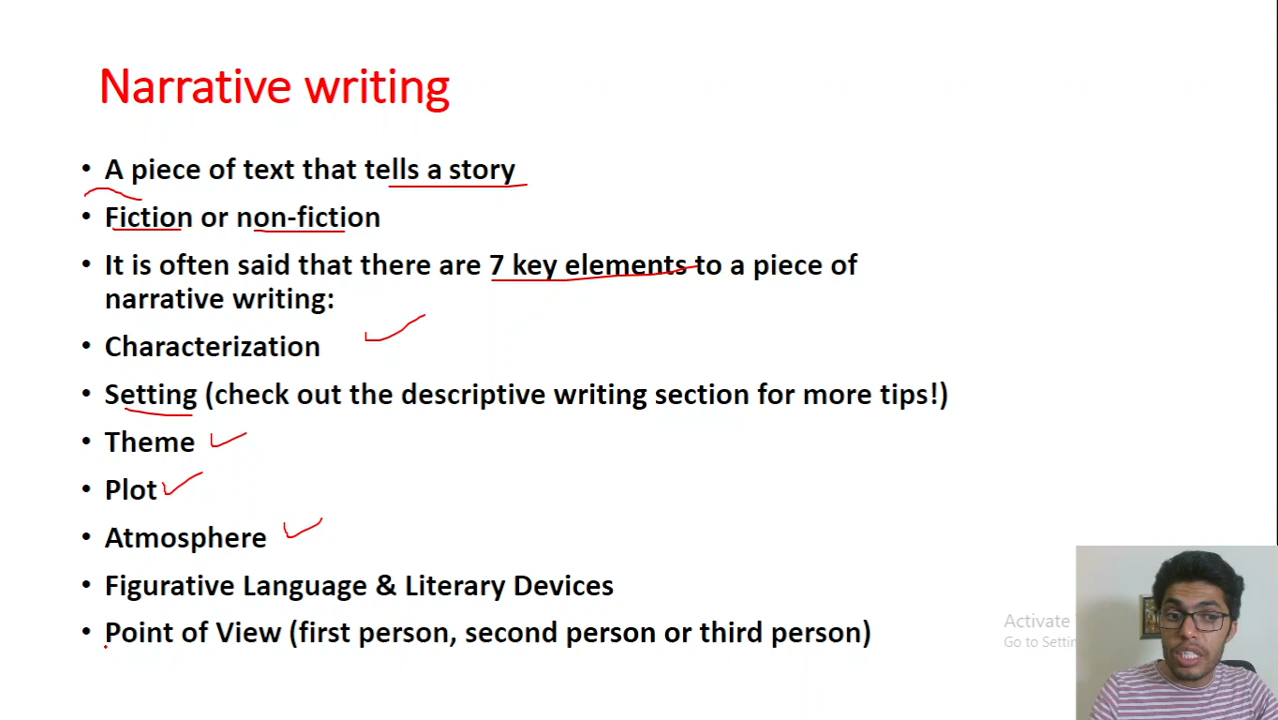 Narrative writing
• A piece of text that tells a story
• Fiction or non-fiction
• It is often said that there are 7 key elements to a piece of
narrative writing:
• Characterization
• Setting (check out the descriptive writing section for more tips!)
• Theme
• Plot
• Atmosphere
• Figurative Language & Literary Devices
• Point of View (first person, second person or third person)
Activate
Go to